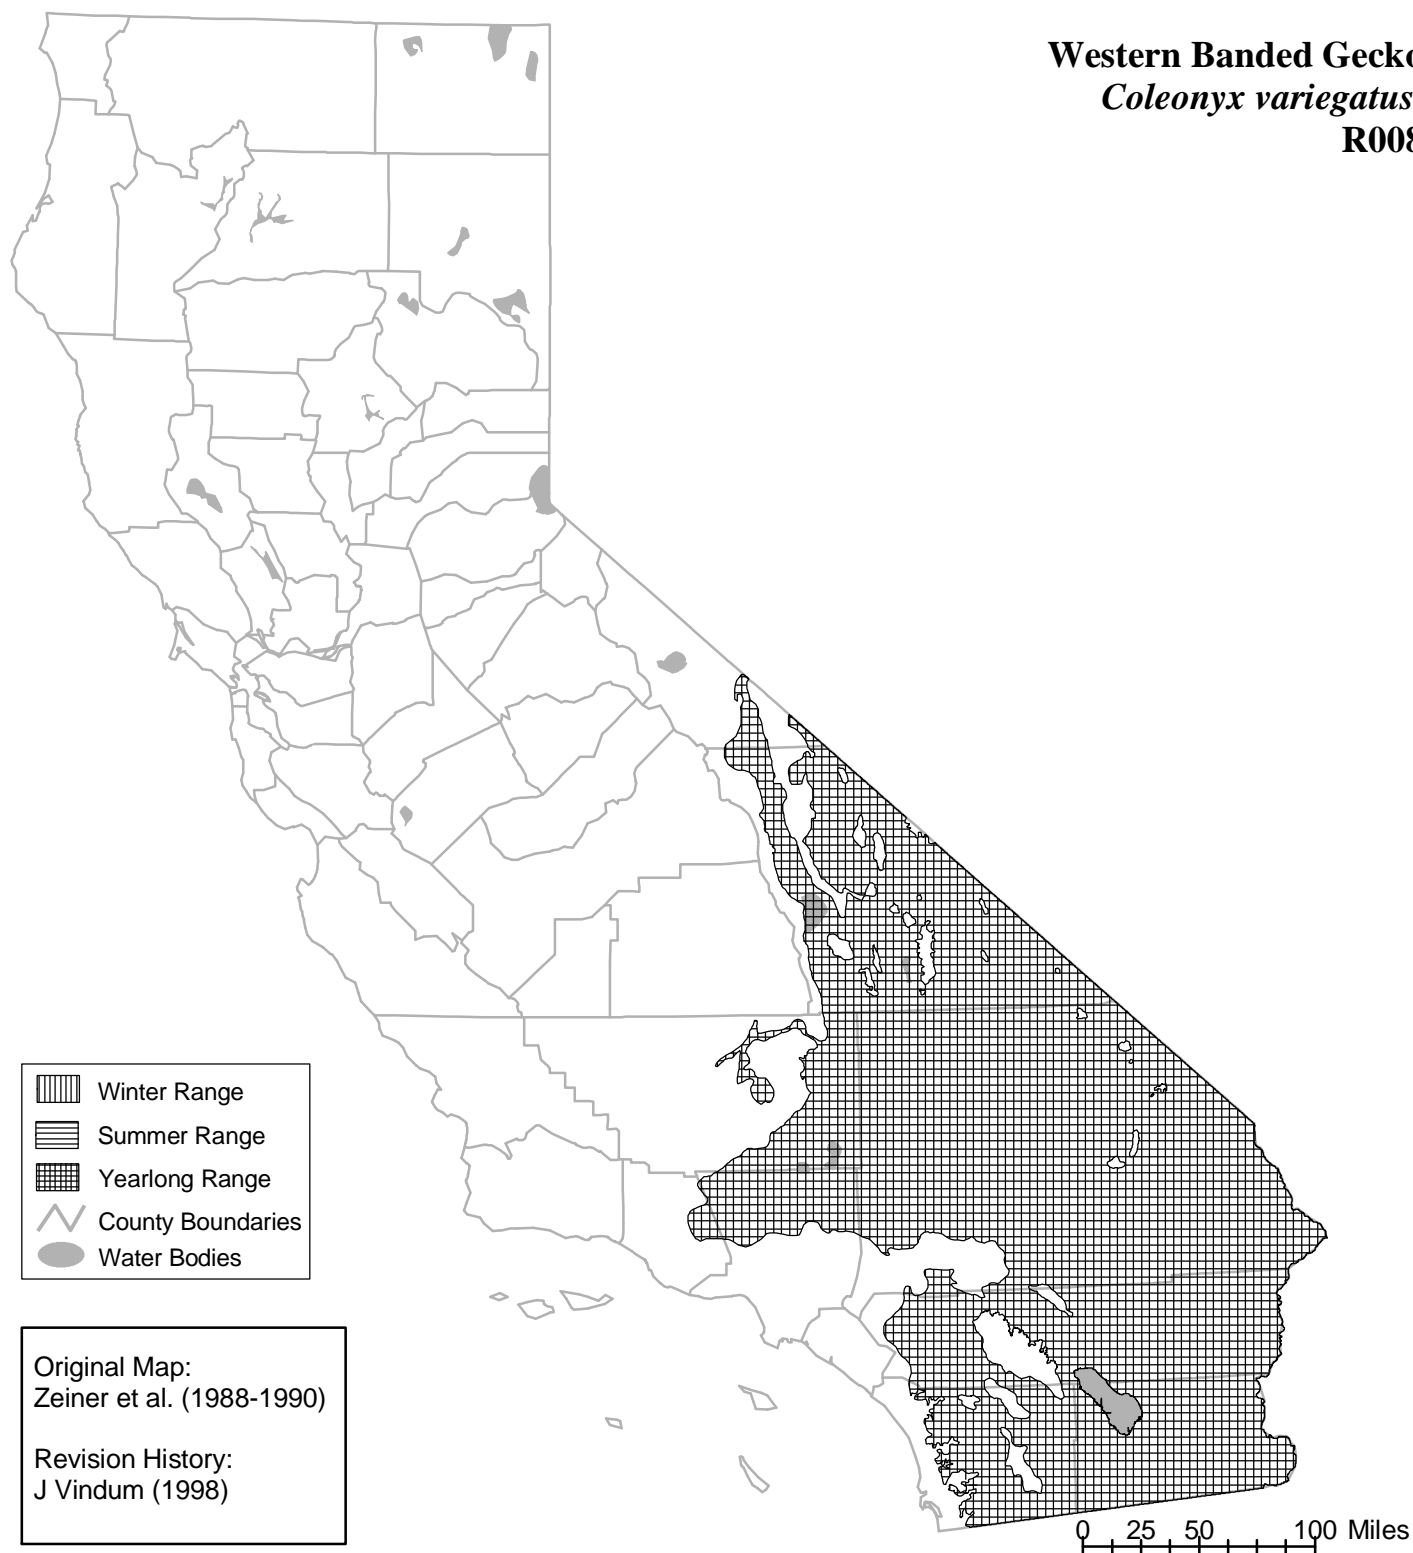 Western Banded Gecko
Coleonyx variegatus
R008
Winter Range
Summer Range
Yearlong Range
County Boundaries
Water Bodies
Original Map:
Zeiner et al. (1988-1990)
Revision History:
J Vindum (1998)
0 25 50 100 Miles